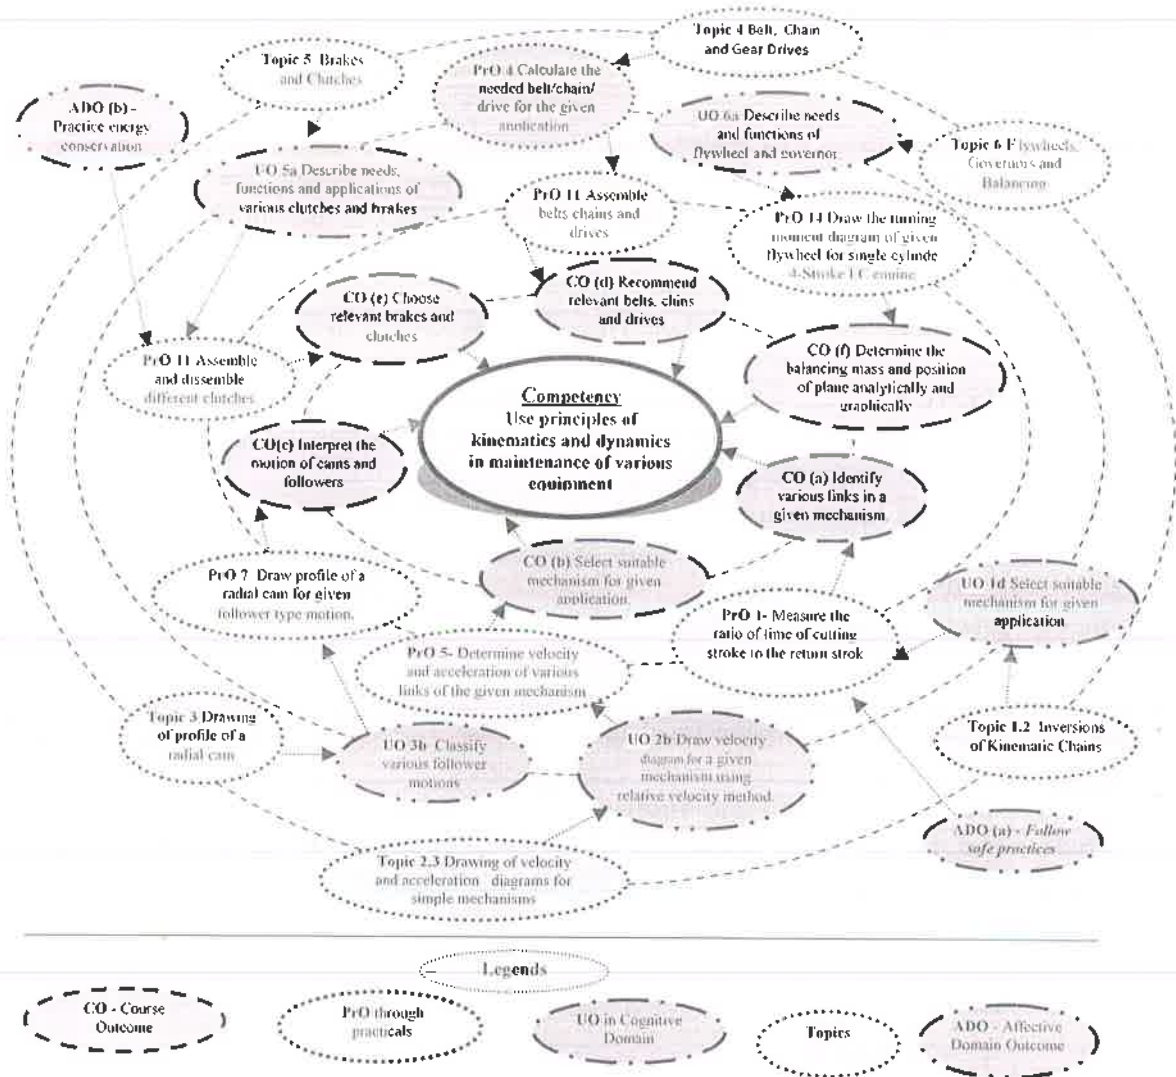 Topic 4 Belt, Chain
and Gear Drives
Topic 5 Brakes
and Clutches
PrO 4 Calculate the
needed belt/chain/
drive for the given
application
ADO (b) -
Practice energy
conservation
UO 6a Describe needs
and functions of
flywheel and governor
Topic 6 Flywheels,
Governors and
Balancing
UO 5a Describe needs,
functions and applications of
various clutches and brakes
PrO 11 Assemble
belts chains and
drives
PrO 14 Draw the turning
moment diagram of given
flywheel for single cylinde
4-Stroke I C engine
CO (e) Choose
relevant brakes and
clutches
CO (d) Recommend
relevant belts, chins
and drives
PrO 11 Assemble
and dissemble
different clutches
CO (f) Determine the
balancing mass and position
of plane analytically and
graphically
Competency
Use principles of
kinematics and dynamics
in maintenance of various
equipment
CO(c) Interpret the
motion of cams and
followers
CO (a) Identify
various links in a
given mechanism
CO (b) Select suitable
mechanism for given
application.
PrO 7 Draw profile of a
radial cam for given
follower type motion.
UO 1d Select suitable
mechanism for given
application
PrO 1- Measure the
ratio of time of cutting
stroke in the return strok
PrO 5- Determine velocity
and acceleration of various
links of the given mechanism
Topic 3 Drawing
of profile of a
radial cam
UO 3b Classify
various follower
motions
UO 2b Draw velocity
diagram for a given
mechanism using
relative velocity method.
Topic 1.2 Inversions
of Kinematic Chains
ADO (a) - Follow
safe practices
Topic 2.3 Drawing of velocity
and acceleration diagrams for
simple mechanisms
Legends
CO - Course
Outcome
PrO through
practicals
UO in Cognitive
Domain
Topics
ADO - Affective
Domain Outcome